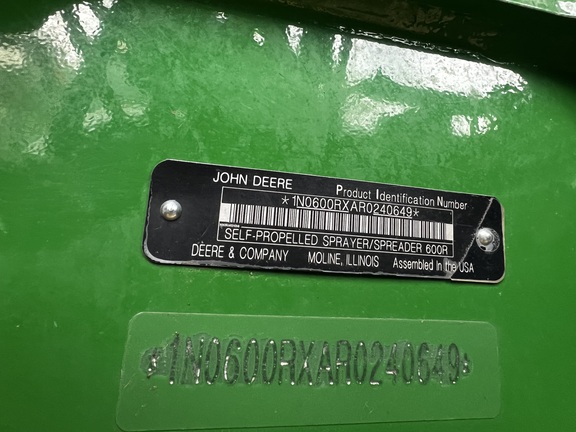 JOHN DEERE Product Identification Number
*1N0600RXAR0240649*
SELF-PROPELLED SPRAYER/SPREADER 600R
DEERE & COMPANY MOLINE, ILLINOIS Assembled In the USA
*1N0600RXAR0240649*